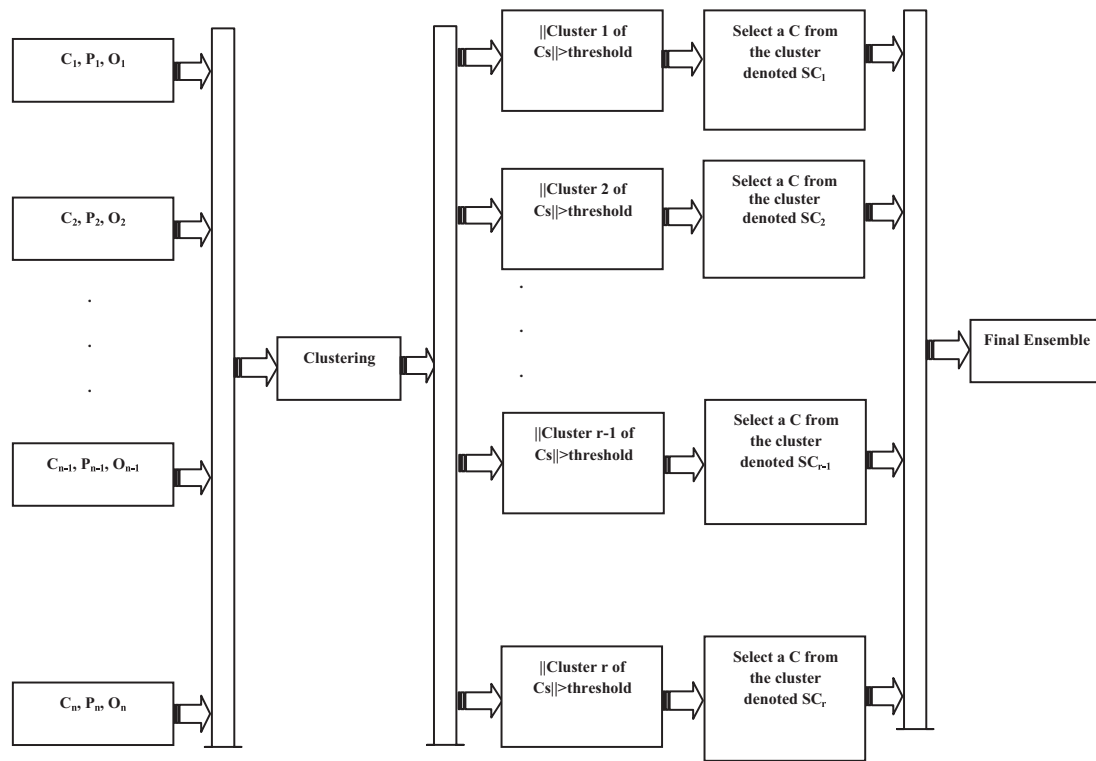 C₁, P₁, O₁
C₂, P₂, O₂
.
.
.
Cₙ₋₁, Pₙ₋₁, Oₙ₋₁
Cₙ, Pₙ, Oₙ
Clustering
||Cluster 1 of
Cs||>threshold
Select a C from
the cluster
denoted SC₁
||Cluster 2 of
Cs||>threshold
Select a C from
the cluster
denoted SC₂
.
.
.
||Cluster r-1 of
Cs||>threshold
Select a C from
the cluster
denoted SCᵣ₋₁
||Cluster r of
Cs||>threshold
Select a C from
the cluster
denoted SCᵣ
Final Ensemble